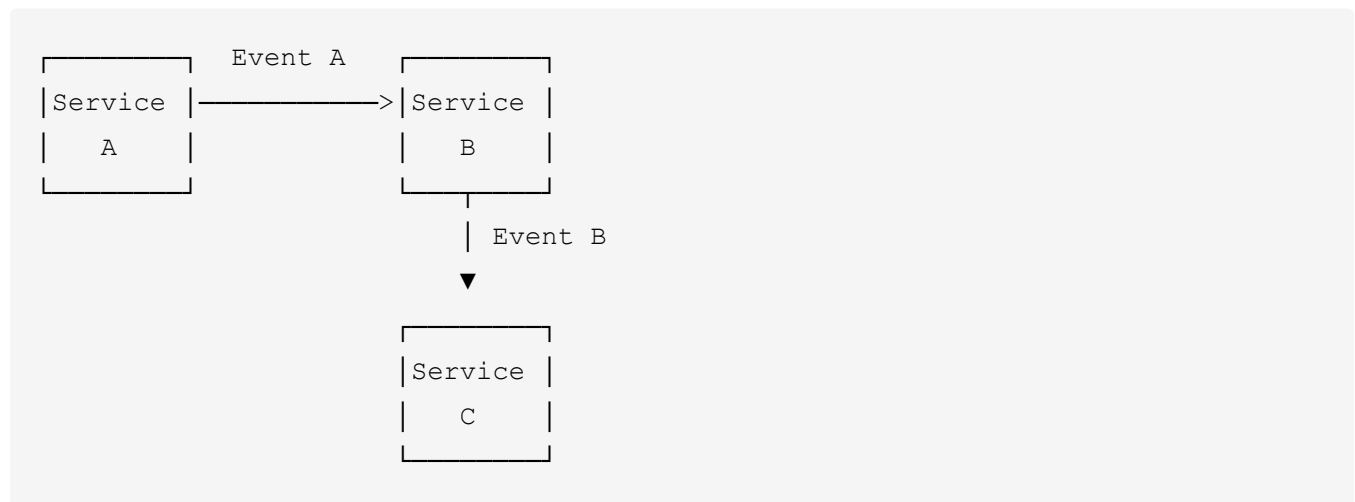 Event A
Service
A
Service
B
Event B
Service
C